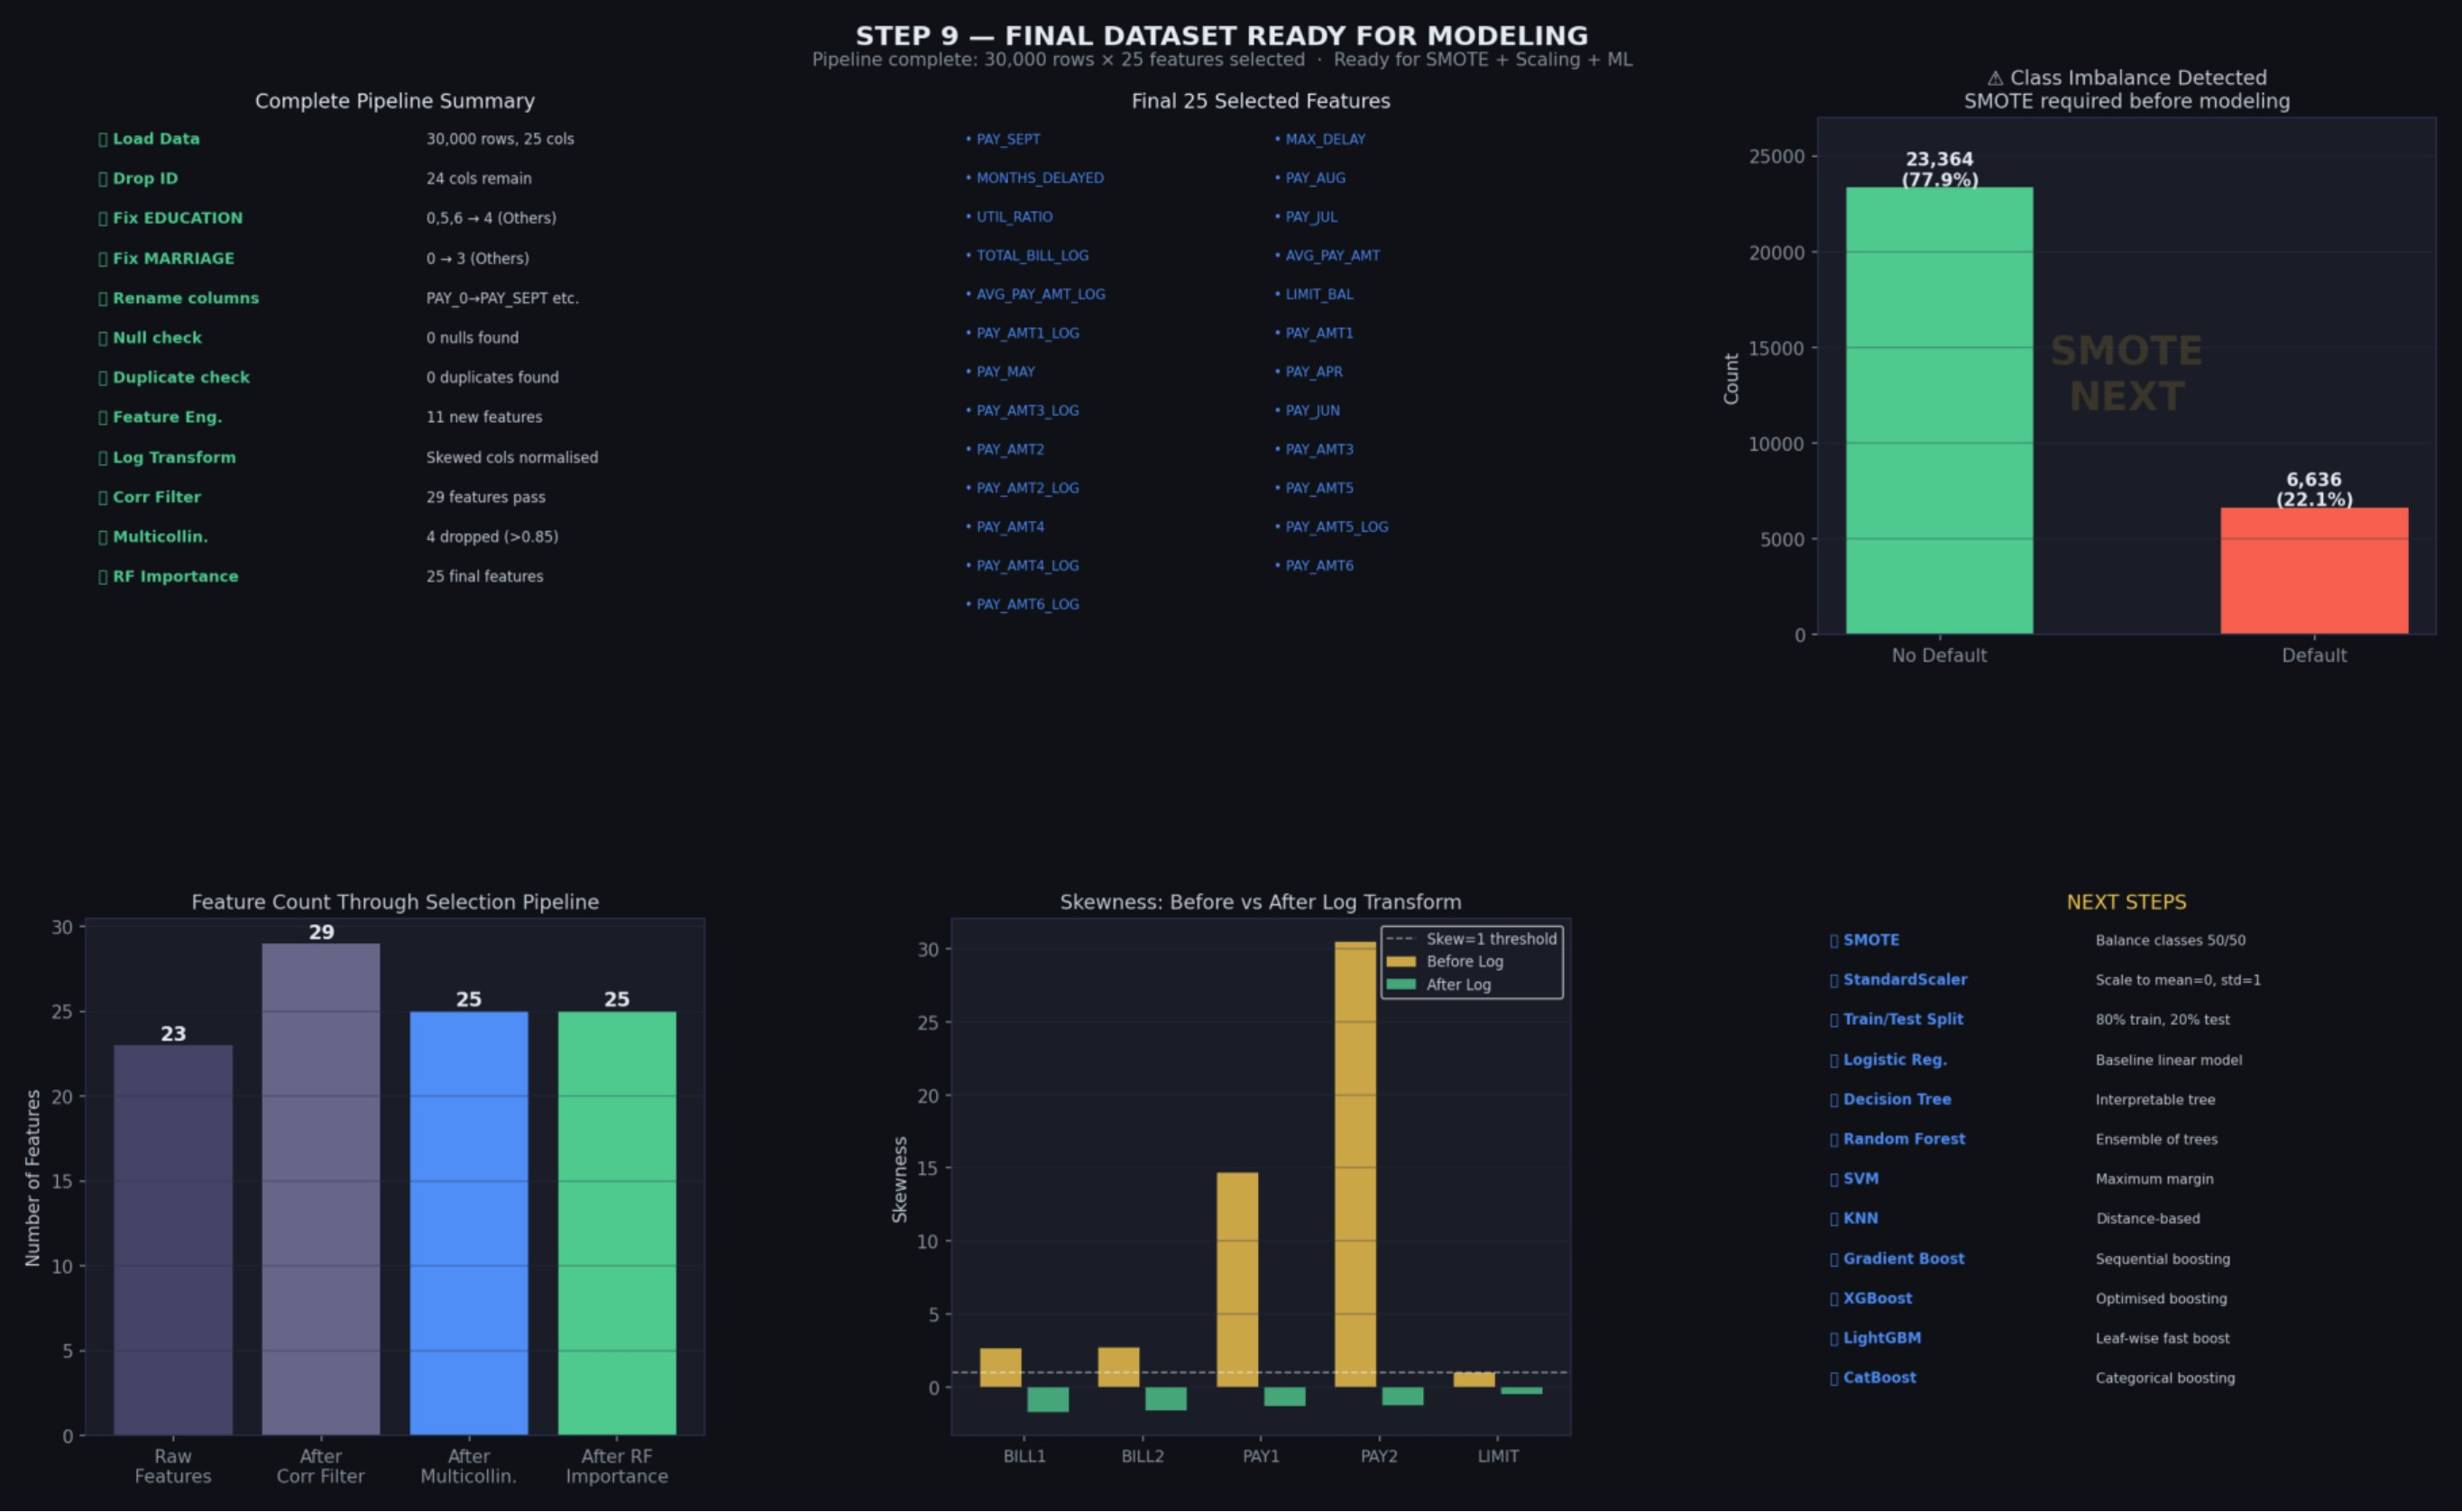 STEP 9 — FINAL DATASET READY FOR MODELING
Pipeline complete: 30,000 rows × 25 features selected · Ready for SMOTE + Scaling + ML
Complete Pipeline Summary
Load Data 30,000 rows, 25 cols
Drop ID 24 cols remain
Fix EDUCATION 0,5,6 → 4 (Others)
Fix MARRIAGE 0 → 3 (Others)
Rename columns PAY_0→PAY_SEPT etc.
Null check 0 nulls found
Duplicate check 0 duplicates found
Feature Eng. 11 new features
Log Transform Skewed cols normalised
Corr Filter 29 features pass
Multicollin. 4 dropped (>0.85)
RF Importance 25 final features
Final 25 Selected Features
• PAY_SEPT • MAX_DELAY
• MONTHS_DELAYED • PAY_AUG
• UTIL_RATIO • PAY_JUL
• TOTAL_BILL_LOG • AVG_PAY_AMT
• AVG_PAY_AMT_LOG • LIMIT_BAL
• PAY_AMT1_LOG • PAY_AMT1
• PAY_MAY • PAY_APR
• PAY_AMT3_LOG • PAY_JUN
• PAY_AMT2 • PAY_AMT3
• PAY_AMT2_LOG • PAY_AMT5
• PAY_AMT4 • PAY_AMT5_LOG
• PAY_AMT4_LOG • PAY_AMT6
• PAY_AMT6_LOG
⚠ Class Imbalance Detected
SMOTE required before modeling
Count
25000
20000
15000
10000
5000
0
23,364
(77.9%)
SMOTE
NEXT
6,636
(22.1%)
No Default Default
Feature Count Through Selection Pipeline
Number of Features
30
25
20
15
10
5
0
23
29
25
25
Raw
Features
After
Corr Filter
After
Multicollin.
After RF
Importance
Skewness: Before vs After Log Transform
Skewness
30
25
20
15
10
5
0
Skew=1 threshold
Before Log
After Log
BILL1 BILL2 PAY1 PAY2 LIMIT
NEXT STEPS
SMOTE Balance classes 50/50
StandardScaler Scale to mean=0, std=1
Train/Test Split 80% train, 20% test
Logistic Reg. Baseline linear model
Decision Tree Interpretable tree
Random Forest Ensemble of trees
SVM Maximum margin
KNN Distance-based
Gradient Boost Sequential boosting
XGBoost Optimised boosting
LightGBM Leaf-wise fast boost
CatBoost Categorical boosting